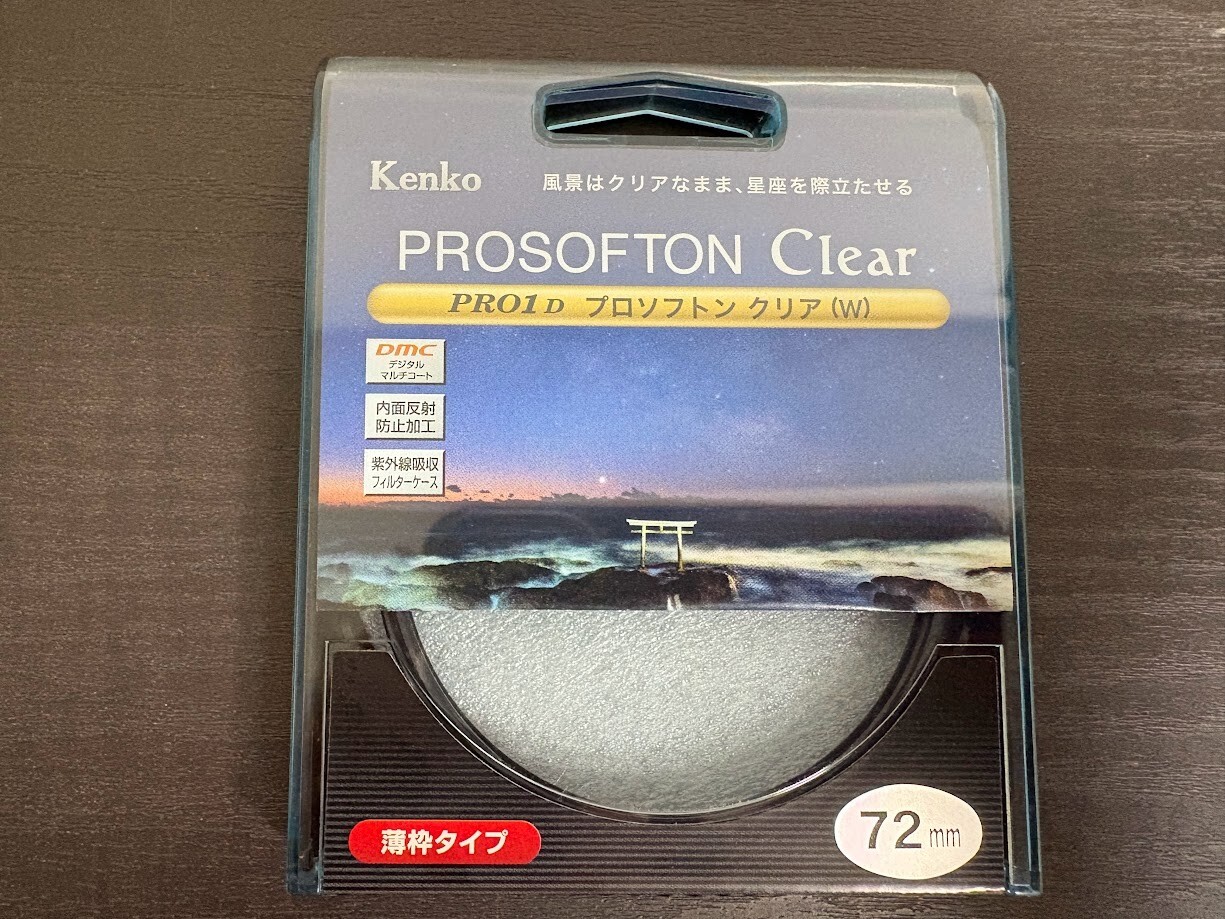 Kenko
風景はクリアなまま、星座を際立たせる
PROSOFTON Clear
PRO1 D プロソフトン クリア (W)
DMC
デジタル
マルチコート
内面反射
防止加工
紫外線吸収
フィルターケース
薄枠タイプ
72mm